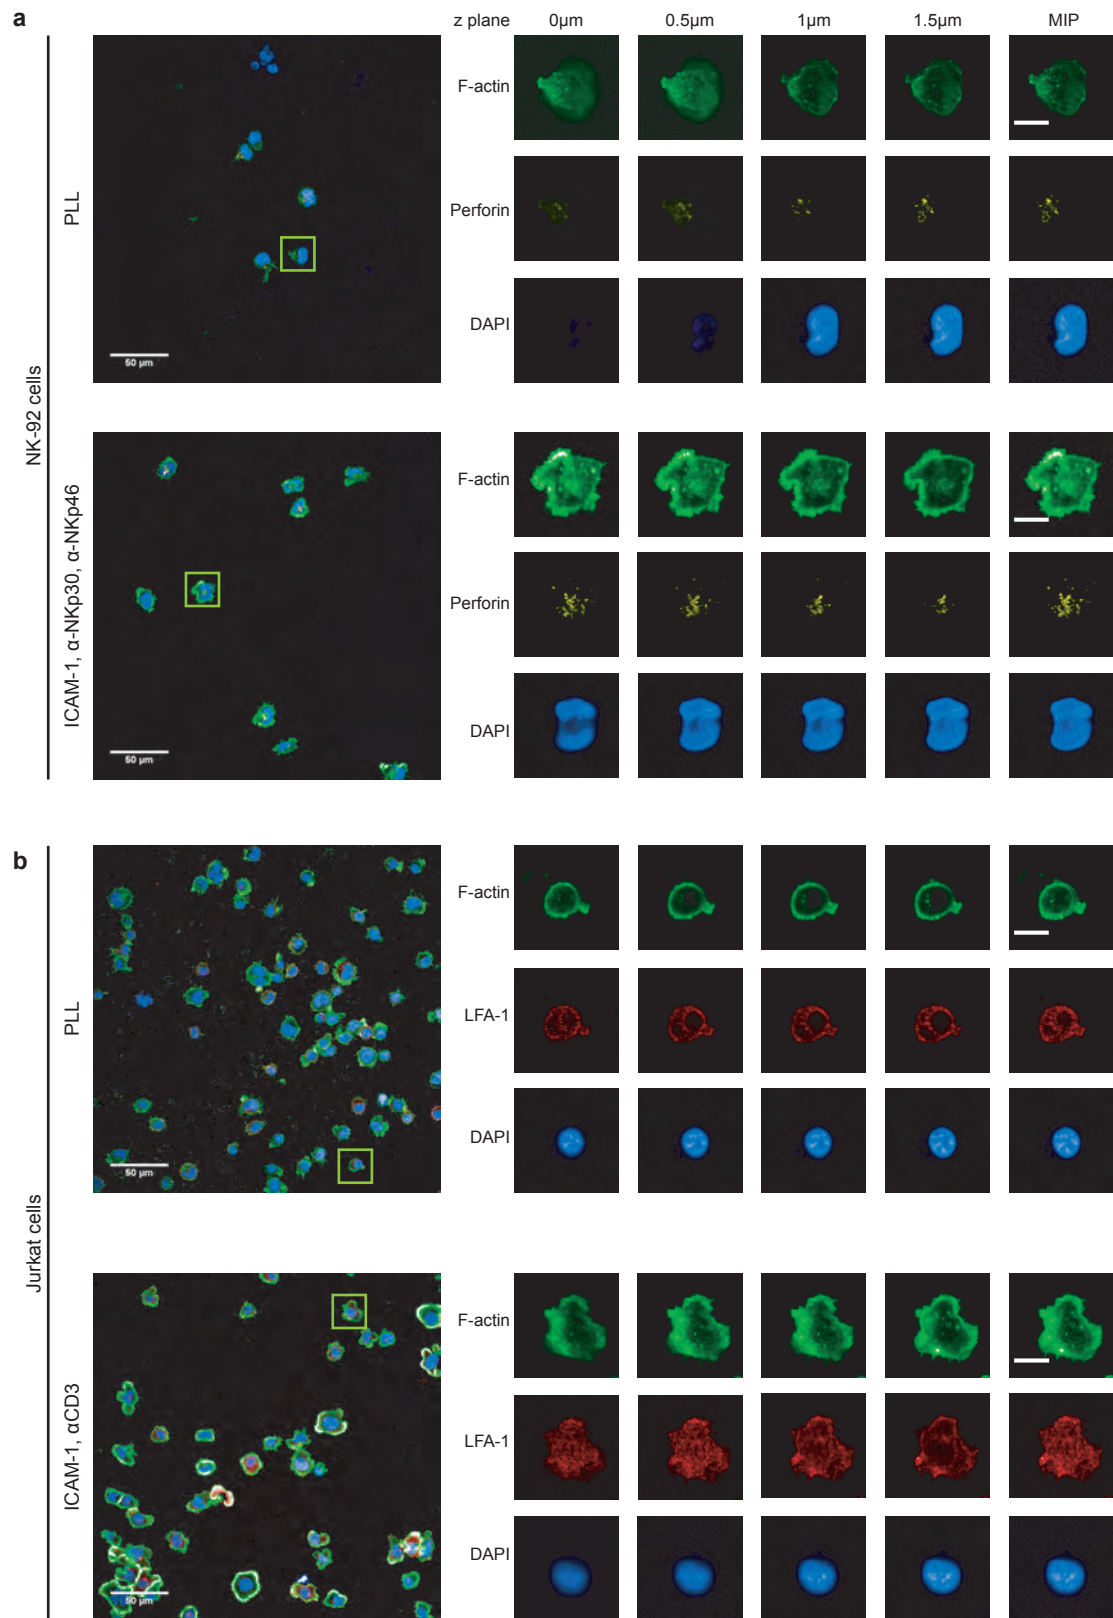 a
z plane 0µm 0.5µm 1µm 1.5µm MIP
NK-92 cells
PLL
F-actin
Perforin
DAPI
50 µm
ICAM-1, α-NKp30, α-NKp46
F-actin
Perforin
DAPI
50 µm
b
Jurkat cells
PLL
F-actin
LFA-1
DAPI
50 µm
ICAM-1, αCD3
F-actin
LFA-1
DAPI
50 µm